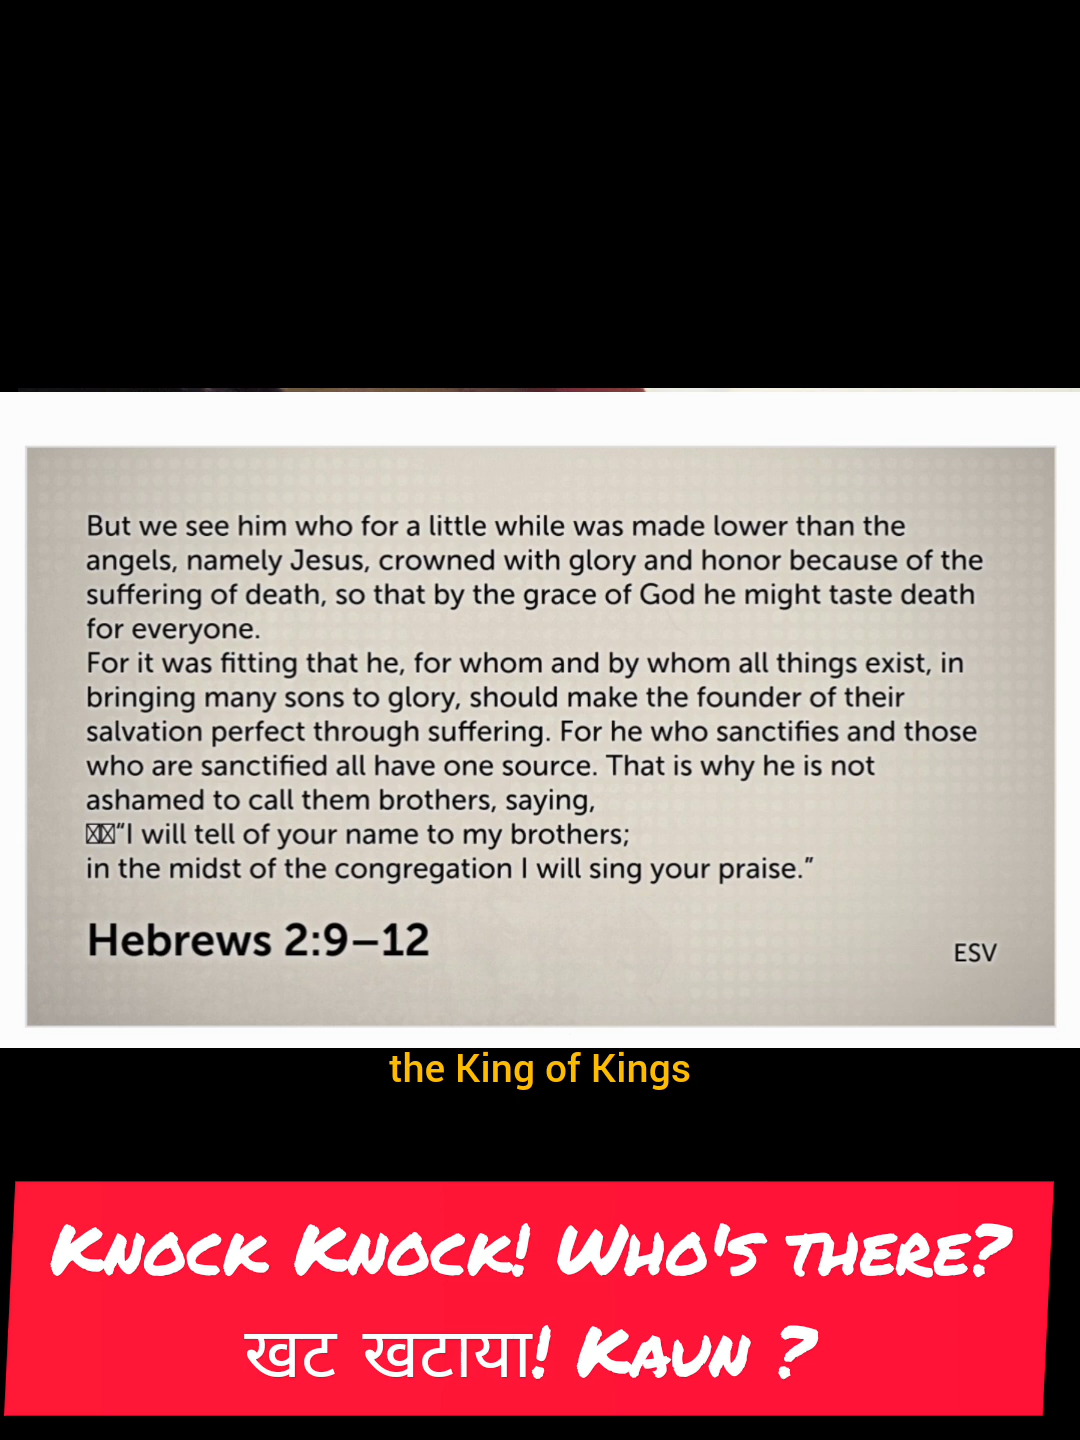 But we see him who for a little while was made lower than the
angels, namely Jesus, crowned with glory and honor because of the
suffering of death, so that by the grace of God he might taste death
for everyone.
For it was fitting that he, for whom and by whom all things exist, in
bringing many sons to glory, should make the founder of their
salvation perfect through suffering. For he who sanctifies and those
who are sanctified all have one source. That is why he is not
ashamed to call them brothers, saying,
“I will tell of your name to my brothers;
in the midst of the congregation I will sing your praise.”
Hebrews 2:9–12
ESV
the King of Kings
Knock Knock! Who's there?
खट खटाया! Kaun ?